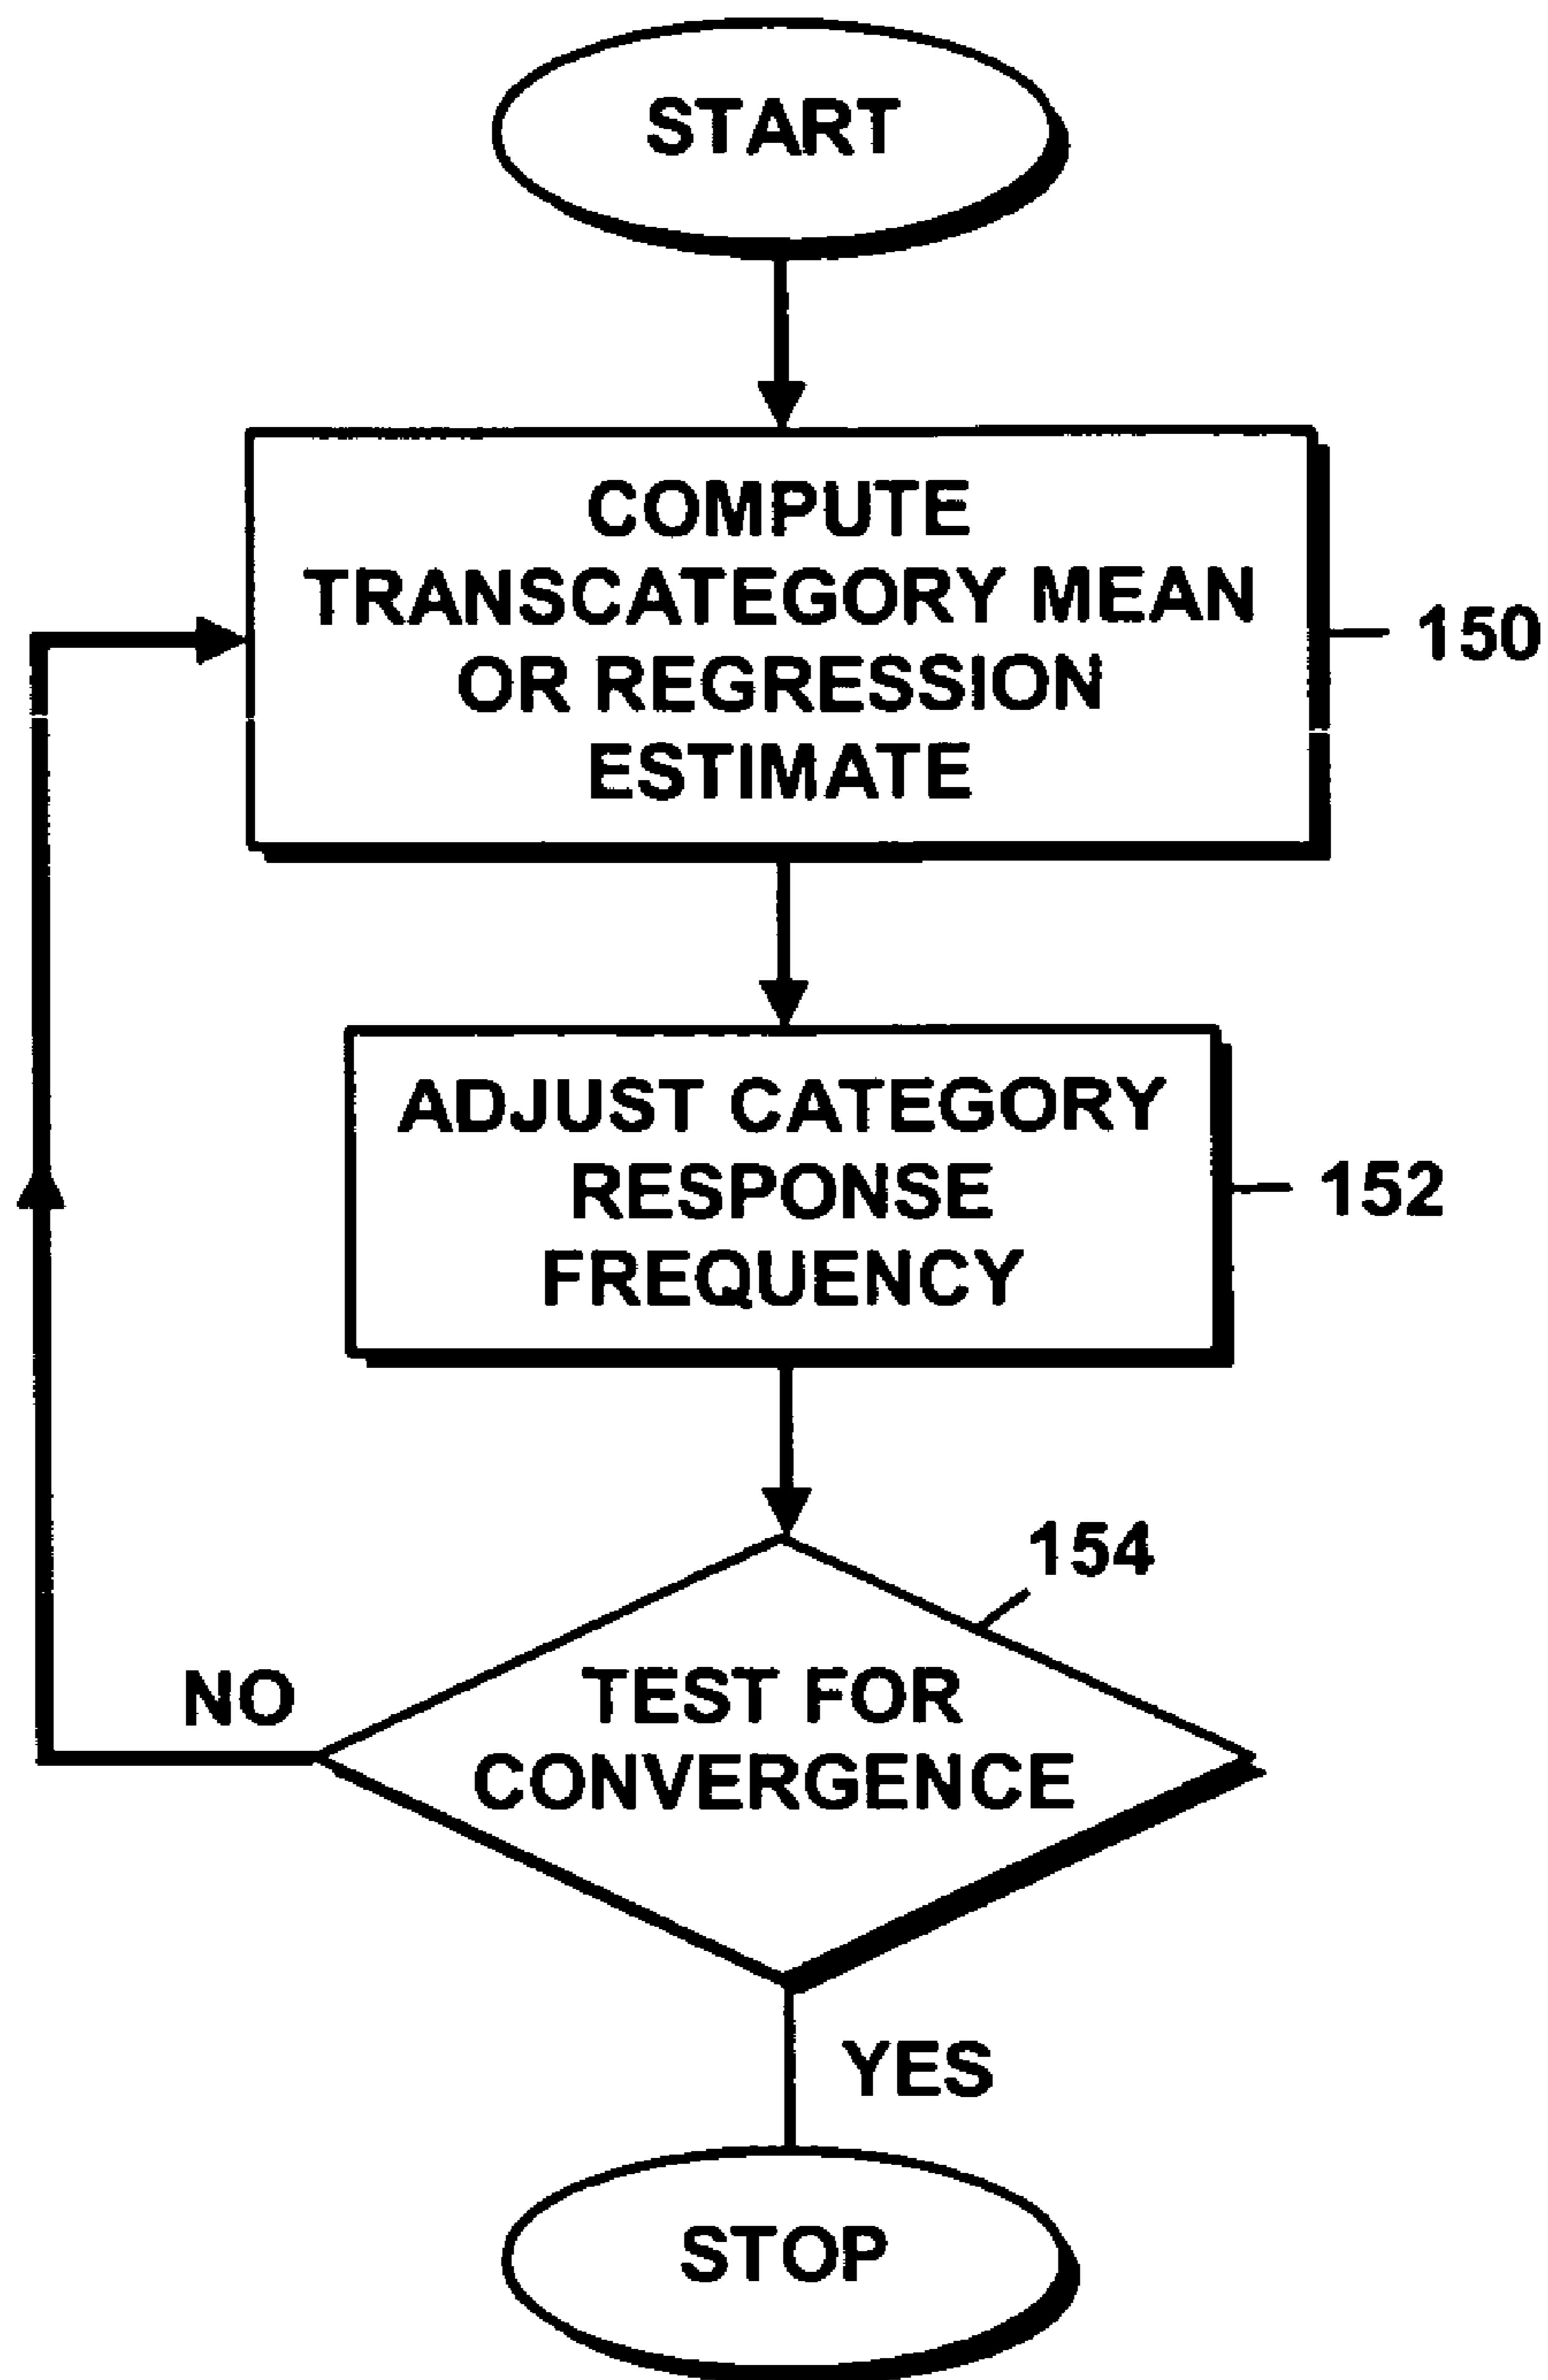 START
COMPUTE
TRANSCATEGORY MEAN
OR REGRESSION
ESTIMATE
150
ADJUST CATEGORY
RESPONSE
FREQUENCY
152
154
TEST FOR
CONVERGENCE
NO
YES
STOP